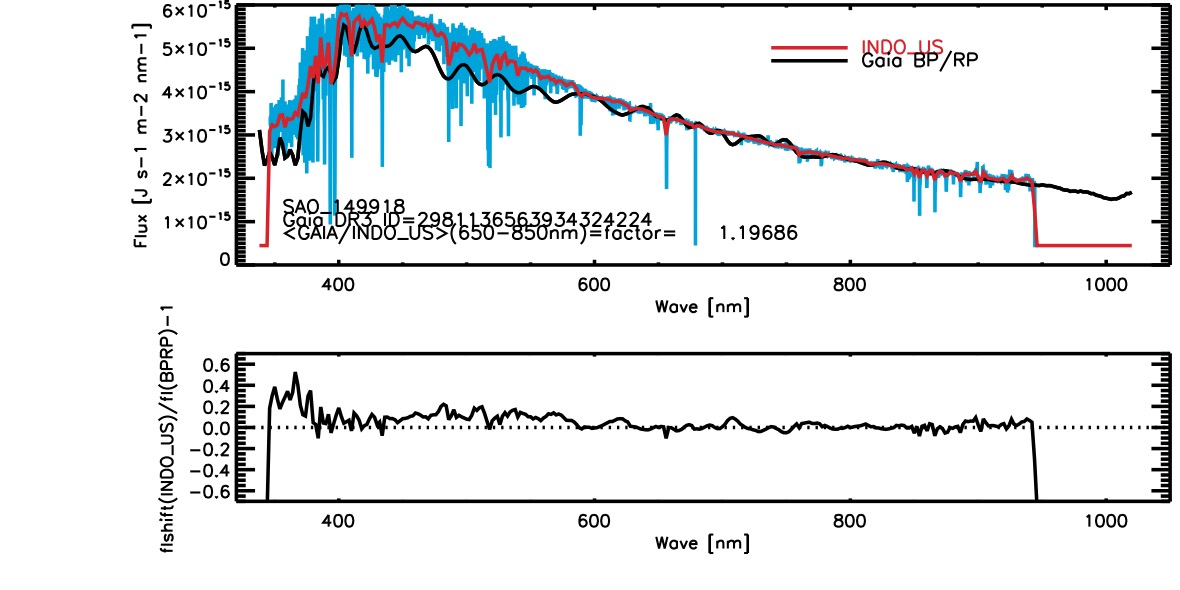 6×10-15
5×10-15
4×10-15
3×10-15
2×10-15
1×10-15
0
Flux [J s-1 m-2 nm-1]
INDO_US
Gaia BP/RP
SAO_149918
Gaia DR3 ID=2981136563934324224
<GAIA/INDO_US>(650-850nm)=factor= 1.19686
400 600 800 1000
Wave [nm]
flshift(INDO_US)/fl(BPRP)-1
0.6
0.4
0.2
0.0
-0.2
-0.4
-0.6
400 600 800 1000
Wave [nm]